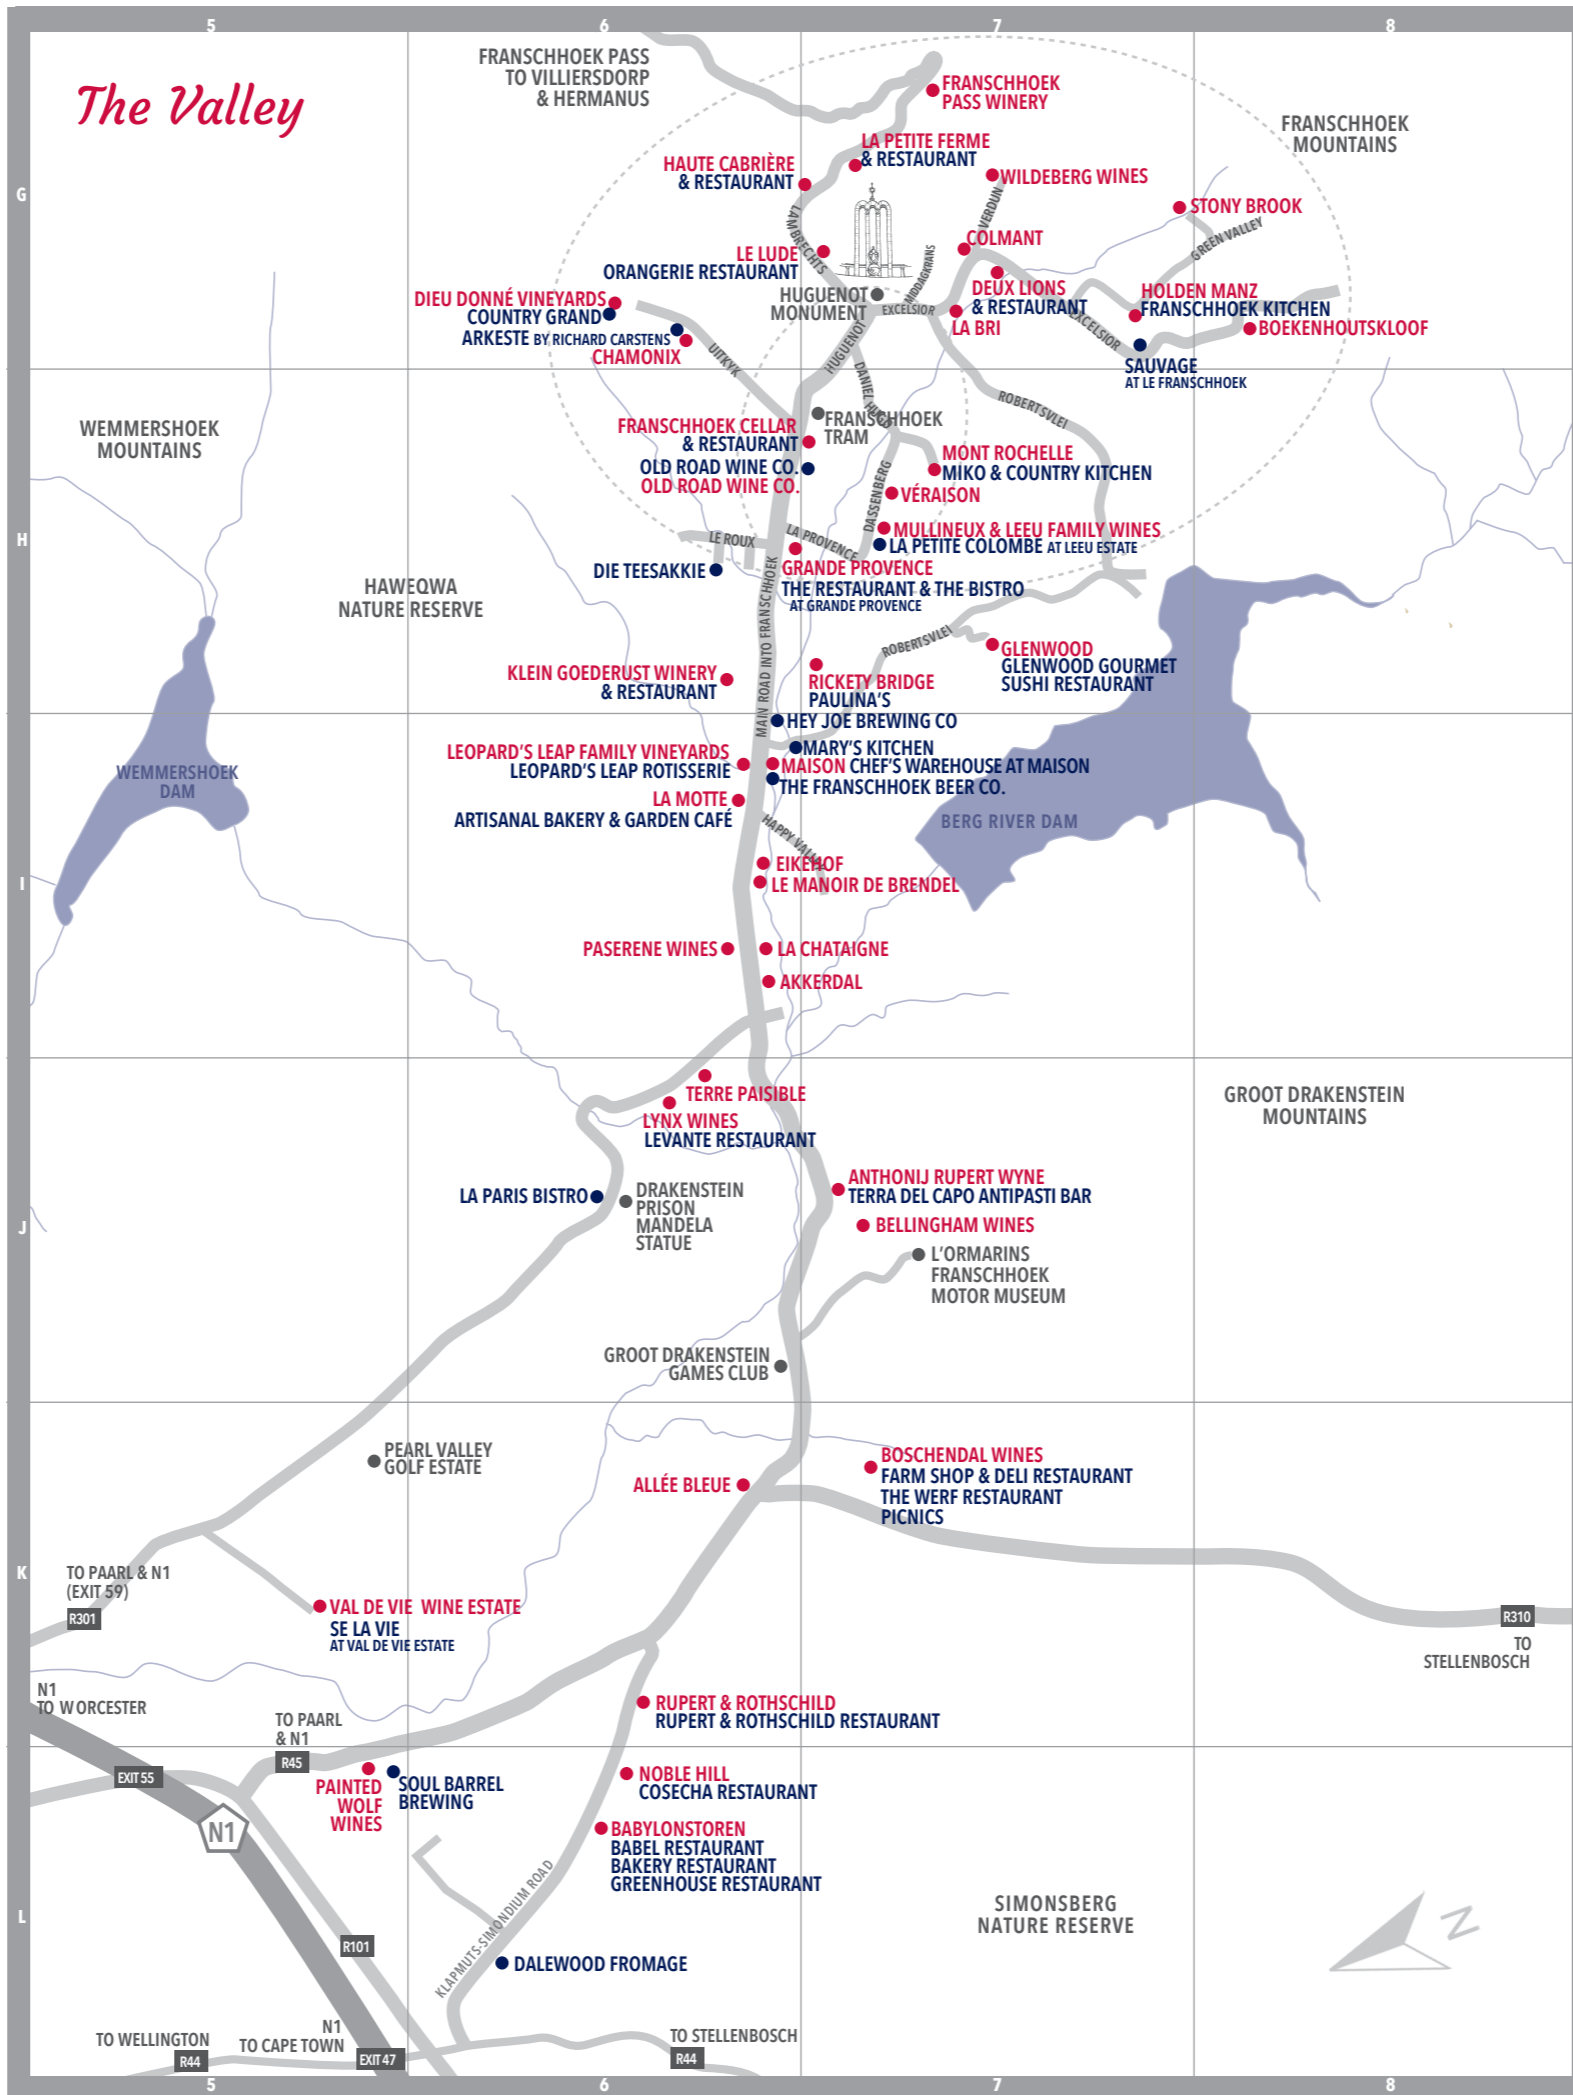 5 6 7 8
The Valley
FRANSCHHOEK PASS
TO VILLIERSDORP
& HERMANUS
FRANSCHHOEK
PASS WINERY
FRANSCHHOEK
MOUNTAINS
LA PETITE FERME
& RESTAURANT
HAUTE CABRIÈRE
& RESTAURANT
WILDEBERG WINES
G
STONY BROOK
VERDUN
GREEN VALLEY
LAMBRECHTS
COLMANT
LE LUDE
ORANGERIE RESTAURANT
MIDDAGKRANS
DEUX LIONS
& RESTAURANT
HOLDEN MANZ
FRANSCHHOEK KITCHEN
HUGUENOT
MONUMENT
EXCELSIOR
DIEU DONNÉ VINEYARDS
COUNTRY GRAND
LA BRI
EXCELSIOR
BOEKENHOUTSKLOOF
ARKESTE BY RICHARD CARSTENS
CHAMONIX
UITKYK
HUGUENOT
SAUVAGE
AT LE FRANSCHHOEK
DANIEL HUGO
ROBERTSVLEI
WEMMERSHOEK
MOUNTAINS
FRANSCHHOEK
TRAM
FRANSCHHOEK CELLAR
& RESTAURANT
OLD ROAD WINE CO.
OLD ROAD WINE CO.
MONT ROCHELLE
MIKO & COUNTRY KITCHEN
DASSENBERG
VÉRAISON
MULLINEUX & LEEU FAMILY WINES
LA PETITE COLOMBE AT LEEU ESTATE
H
LE ROUX
LA PROVENCE
DIE TEESAKKIE
GRANDE PROVENCE
THE RESTAURANT & THE BISTRO
AT GRANDE PROVENCE
HAWEQWA
NATURE RESERVE
MAIN ROAD INTO FRANSCHHOEK
ROBERTSVLEI
GLENWOOD
GLENWOOD GOURMET
SUSHI RESTAURANT
KLEIN GOEDERUST WINERY
& RESTAURANT
RICKETY BRIDGE
PAULINA'S
HEY JOE BREWING CO
MARY'S KITCHEN
LEOPARD'S LEAP FAMILY VINEYARDS
LEOPARD'S LEAP ROTISSERIE
MAISON CHEF'S WAREHOUSE AT MAISON
THE FRANSCHHOEK BEER CO.
WEMMERSHOEK
DAM
LA MOTTE
ARTISANAL BAKERY & GARDEN CAFÉ
BERG RIVER DAM
HAPPY VALLEY
EIKEHOF
LE MANOIR DE BRENDEL
I
PASERENE WINES
LA CHATAIGNE
AKKERDAL
TERRE PAISIBLE
LYNX WINES
LEVANTE RESTAURANT
GROOT DRAKENSTEIN
MOUNTAINS
ANTHONIJ RUPERT WYNE
TERRA DEL CAPO ANTIPASTI BAR
LA PARIS BISTRO
DRAKENSTEIN
PRISON
MANDELA
STATUE
J
BELLINGHAM WINES
L'ORMARINS
FRANSCHHOEK
MOTOR MUSEUM
GROOT DRAKENSTEIN
GAMES CLUB
PEARL VALLEY
GOLF ESTATE
ALLÉE BLEUE
BOSCHENDAL WINES
FARM SHOP & DELI RESTAURANT
THE WERF RESTAURANT
PICNICS
K
TO PAARL & N1
(EXIT 59)
R301
VAL DE VIE WINE ESTATE
SE LA VIE
AT VAL DE VIE ESTATE
R310
TO
STELLENBOSCH
N1
TO WORCESTER
TO PAARL
& N1
RUPERT & ROTHSCHILD
RUPERT & ROTHSCHILD RESTAURANT
R45
EXIT 55
PAINTED
WOLF
WINES
SOUL BARREL
BREWING
NOBLE HILL
COSECHA RESTAURANT
N1
BABYLONSTOREN
BABEL RESTAURANT
BAKERY RESTAURANT
GREENHOUSE RESTAURANT
L
KLAPMUTS-SIMONDIUM ROAD
SIMONSBERG
NATURE RESERVE
N
R101
DALEWOOD FROMAGE
TO WELLINGTON
R44
N1
TO CAPE TOWN
EXIT 47
TO STELLENBOSCH
R44
5 6 7 8